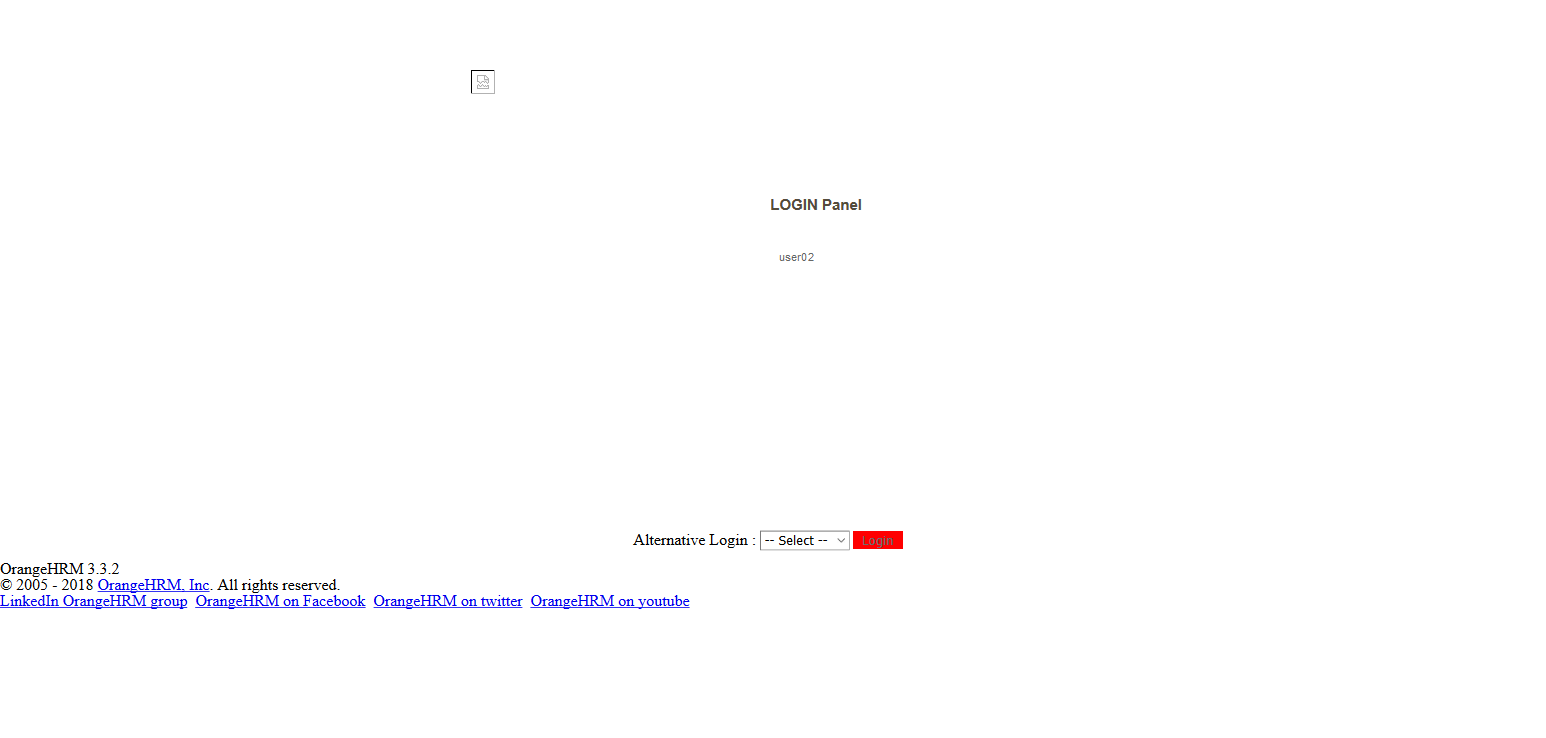 LOGIN Panel
user02
Alternative Login : -- Select -- Login
OrangeHRM 3.3.2
© 2005 - 2018 OrangeHRM, Inc. All rights reserved.
LinkedIn OrangeHRM group OrangeHRM on Facebook OrangeHRM on twitter OrangeHRM on youtube